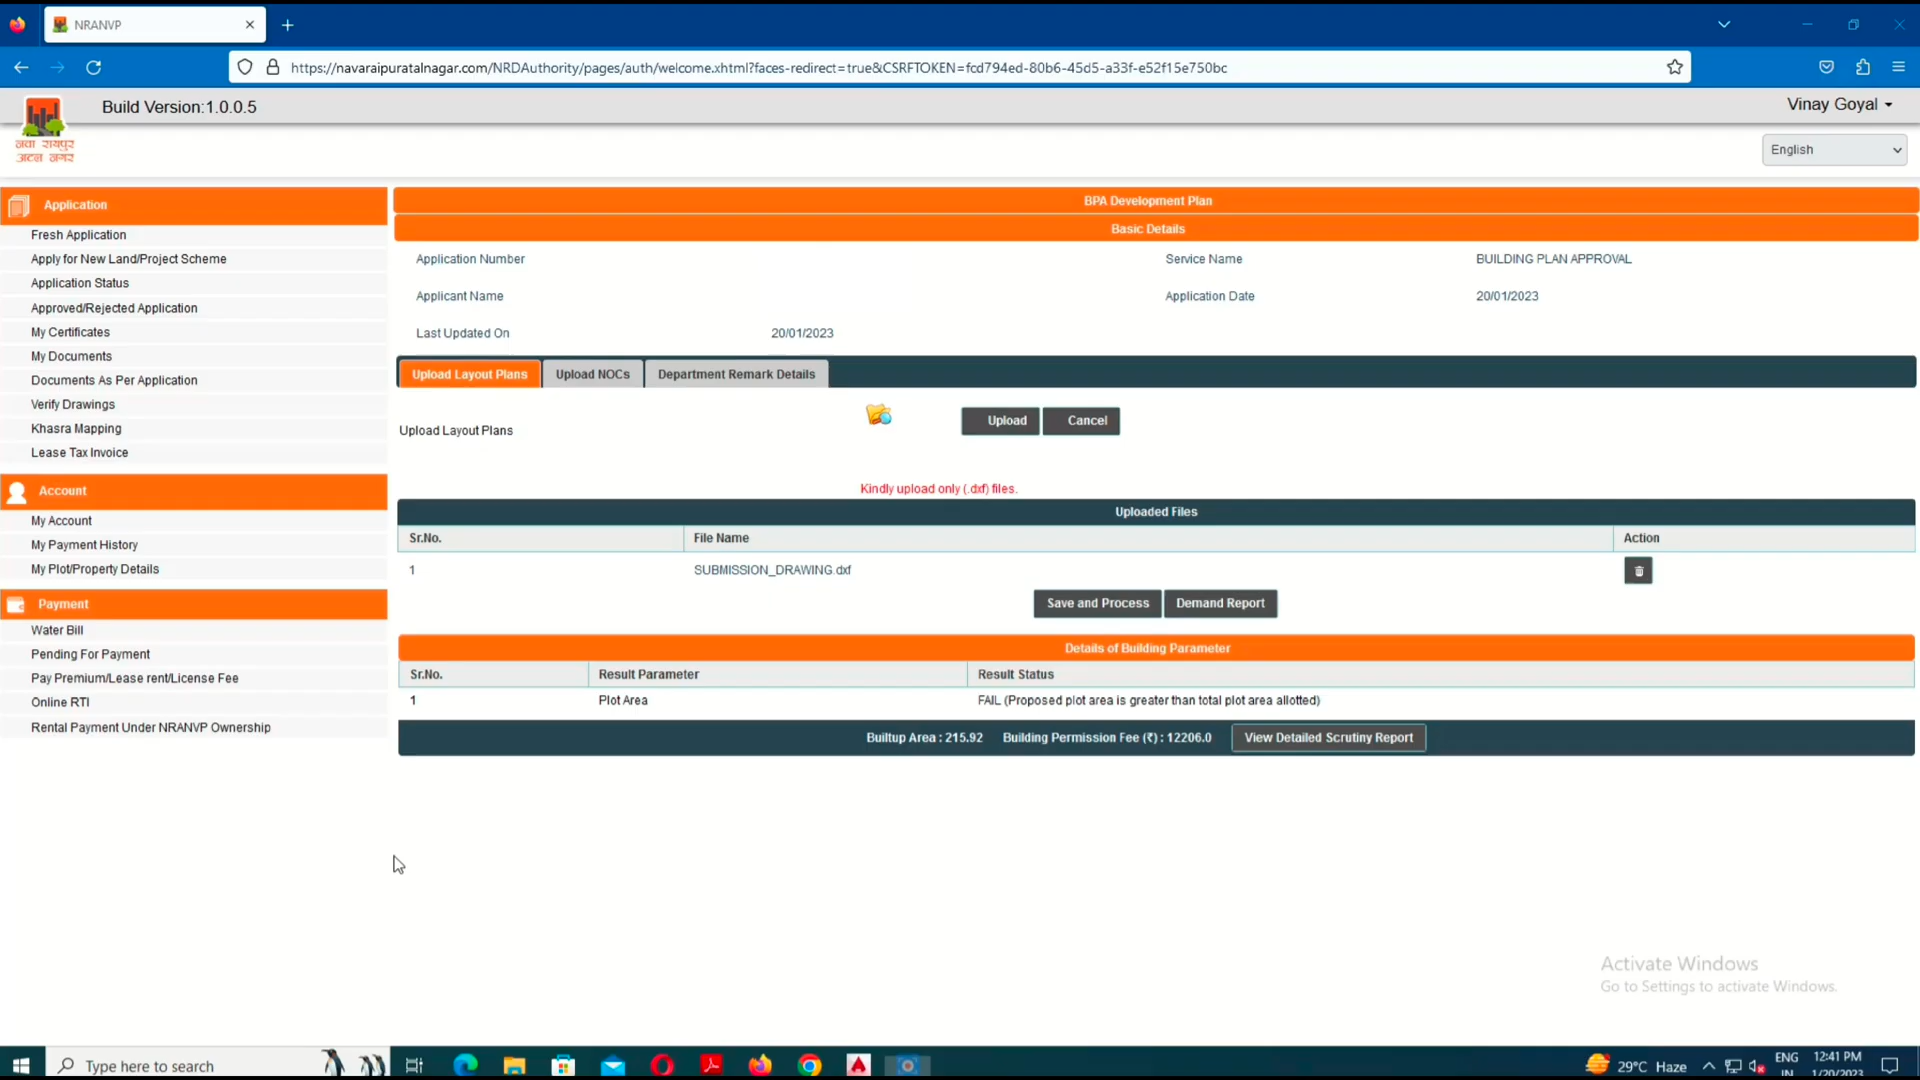 NRANVP
https://navaraipuratalnagar.com/NRDAuthority/pages/auth/welcome.xhtml?faces-redirect=true&CSRFTOKEN=fcd794ed-80b6-45d5-a33f-e52f15e750bc
Build Version:1.0.0.5
Vinay Goyal
नवा रायपुर
अटल नगर
English
Application
Fresh Application
Apply for New Land/Project Scheme
Application Status
Approved/Rejected Application
My Certificates
My Documents
Documents As Per Application
Verify Drawings
Khasra Mapping
Lease Tax Invoice
Account
My Account
My Payment History
My Plot/Property Details
Payment
Water Bill
Pending For Payment
Pay Premium/Lease rent/License Fee
Online RTI
Rental Payment Under NRANVP Ownership
BPA Development Plan
Basic Details
Application Number Service Name BUILDING PLAN APPROVAL
Applicant Name Application Date 20/01/2023
Last Updated On 20/01/2023
Upload Layout Plans Upload NOCs Department Remark Details
Upload Layout Plans Upload Cancel
Kindly upload only (.dxf) files.
Uploaded Files
Sr.No. File Name Action
1 SUBMISSION_DRAWING.dxf
Save and Process Demand Report
Details of Building Parameter
Sr.No. Result Parameter Result Status
1 Plot Area FAIL (Proposed plot area is greater than total plot area allotted)
Builtup Area : 215.92 Building Permission Fee (₹) : 12206.0 View Detailed Scrutiny Report
Activate Windows
Go to Settings to activate Windows.
Type here to search
29°C Haze
ENG
IN
12:41 PM
1/20/2023